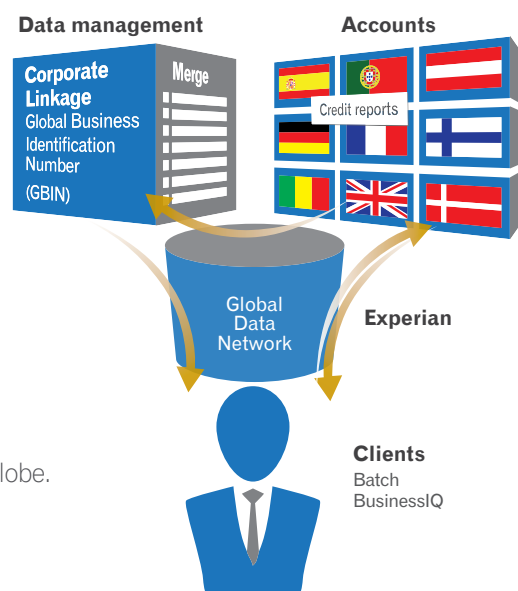 Data management
Accounts
Corporate
Linkage
Global Business
Identification
Number
(GBIN)
Merge
Credit reports
Global
Data
Network
Experian
lobe.
Clients
Batch
BusinessIQ